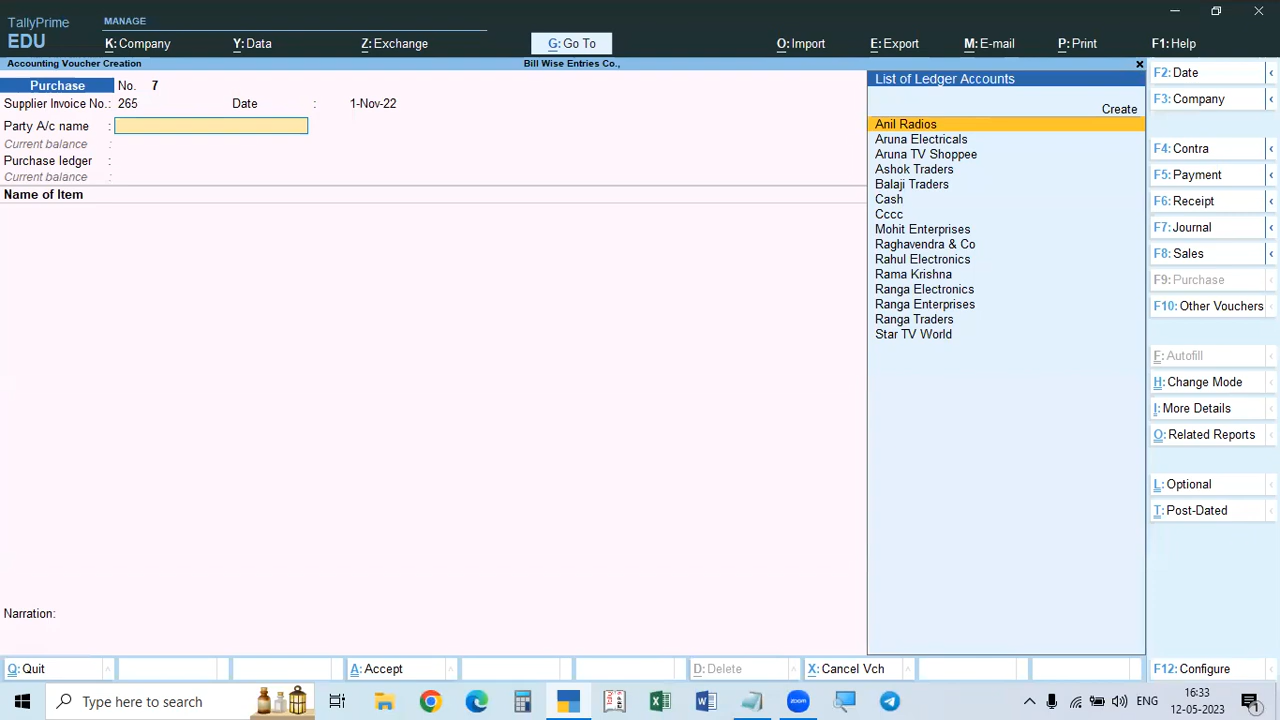 TallyPrime
EDU
MANAGE
K: Company
Y: Data
Z: Exchange
G: Go To
O: Import
E: Export
M: E-mail
P: Print
F1: Help
Accounting Voucher Creation
Bill Wise Entries Co.,
Purchase No. 7
Supplier Invoice No.: 265 Date : 1-Nov-22
Party A/c name :
Current balance :
Purchase ledger :
Current balance :
Name of Item
Narration:
List of Ledger Accounts
Create
Anil Radios
Aruna Electricals
Aruna TV Shoppee
Ashok Traders
Balaji Traders
Cash
Cccc
Mohit Enterprises
Raghavendra & Co
Rahul Electronics
Rama Krishna
Ranga Electronics
Ranga Enterprises
Ranga Traders
Star TV World
F2: Date
F3: Company
F4: Contra
F5: Payment
F6: Receipt
F7: Journal
F8: Sales
F9: Purchase
F10: Other Vouchers
F: Autofill
H: Change Mode
I: More Details
O: Related Reports
L: Optional
T: Post-Dated
Q: Quit
A: Accept
D: Delete
X: Cancel Vch
F12: Configure
Type here to search
zoom
ENG
16:33
12-05-2023
1